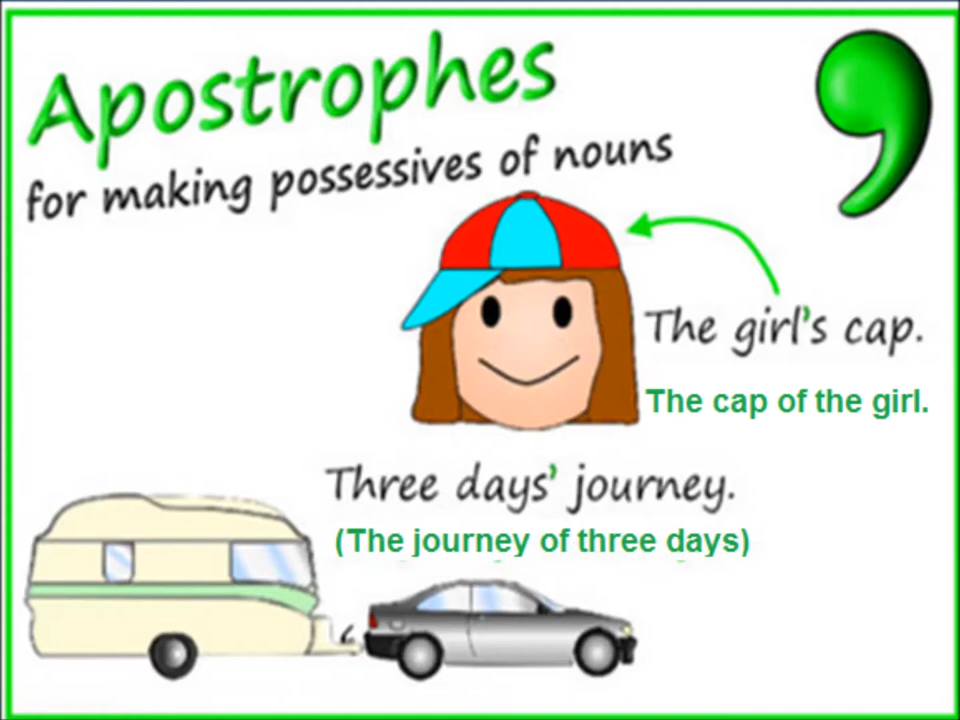 Apostrophes
for making possessives of nouns
The girl's cap.
The cap of the girl.
Three days' journey.
(The journey of three days)